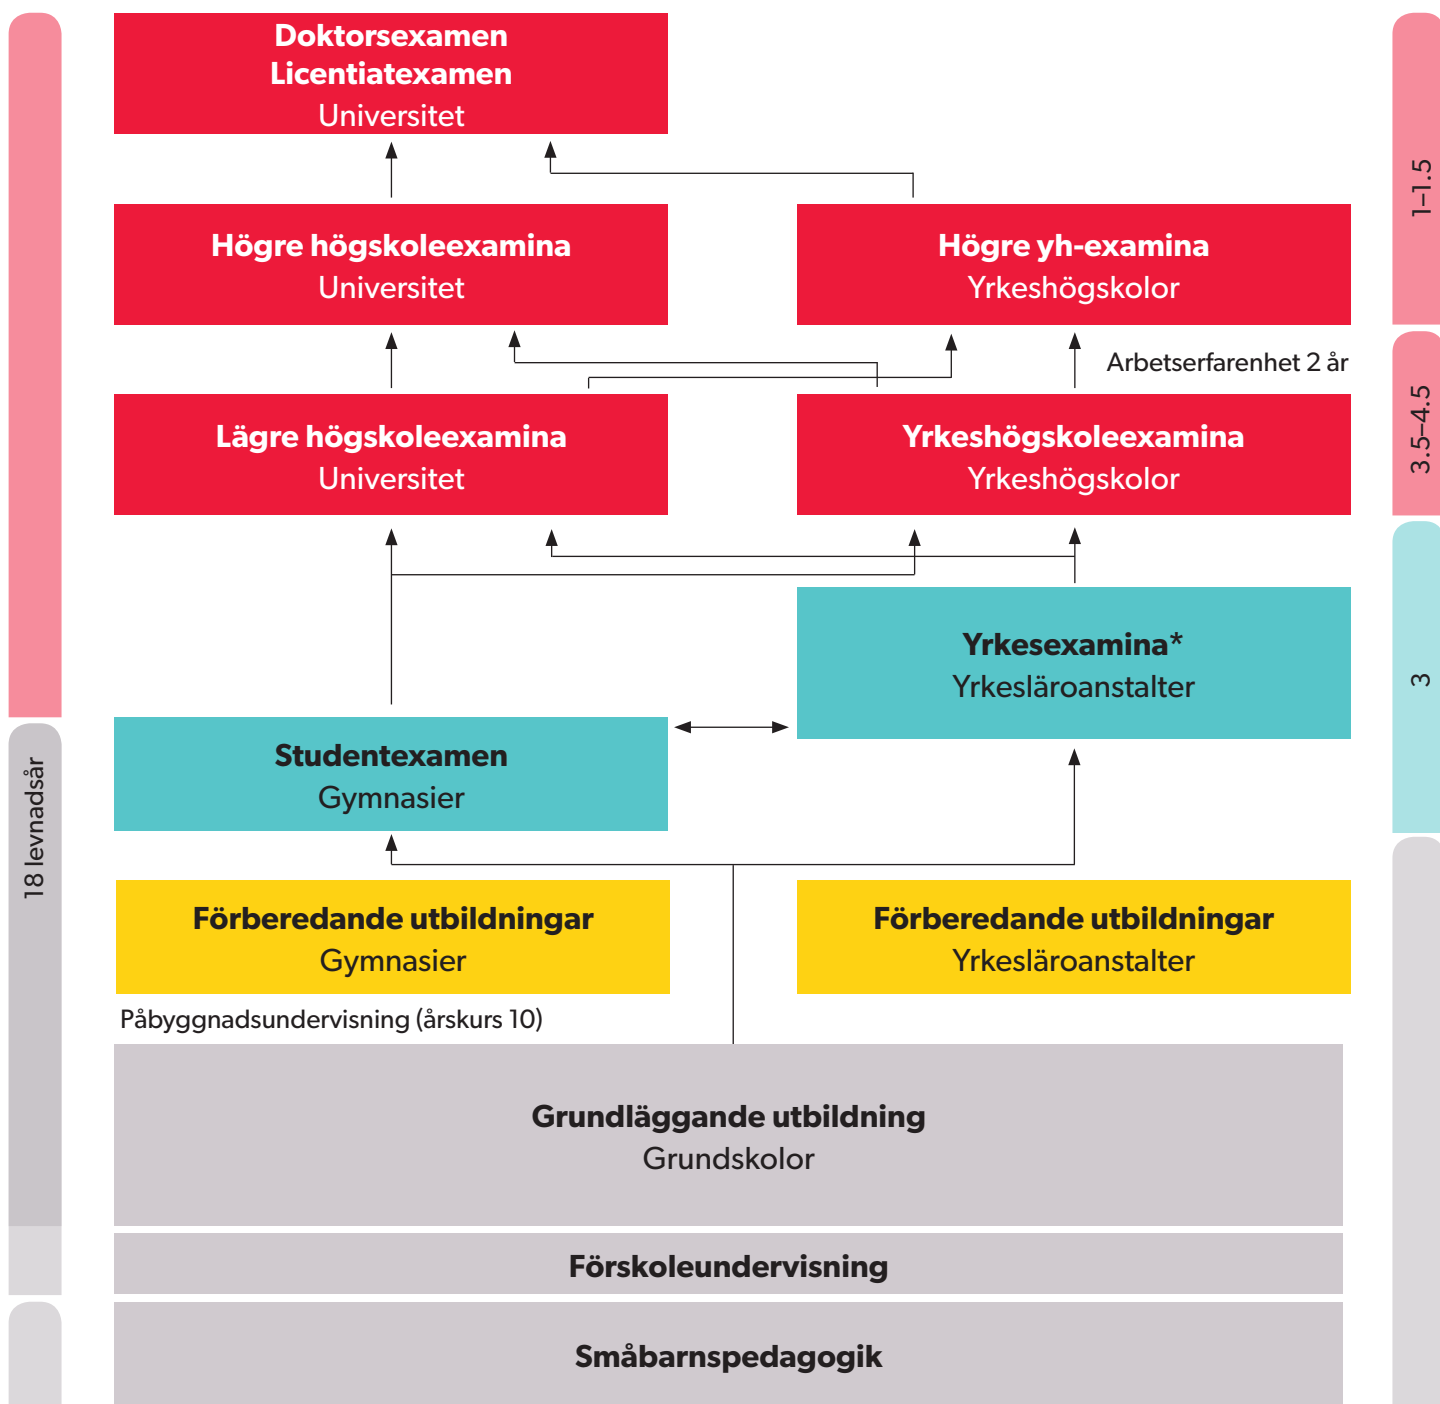 Doktorsexamen
Licentiatexamen
Universitet
1–1.5
Högre högskoleexamina
Universitet
Högre yh-examina
Yrkeshögskolor
Arbetserfarenhet 2 år
3.5–4.5
Lägre högskoleexamina
Universitet
Yrkeshögskoleexamina
Yrkeshögskolor
Yrkesexamina*
Yrkesläroanstalter
3
Studentexamen
Gymnasier
18 levnadsår
Förberedande utbildningar
Gymnasier
Förberedande utbildningar
Yrkesläroanstalter
Påbyggnadsundervisning (årskurs 10)
Grundläggande utbildning
Grundskolor
Förskoleundervisning
Småbarnspedagogik